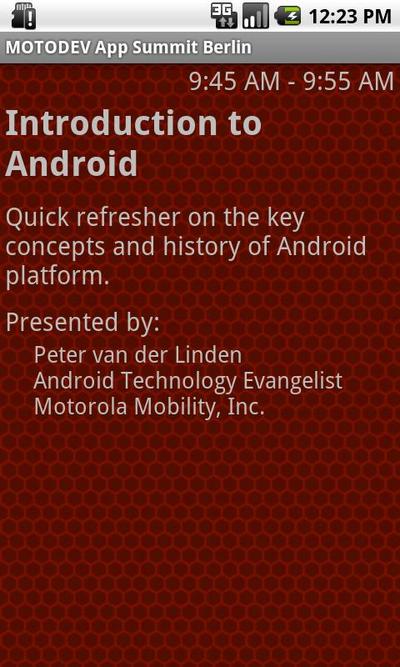 3G 12:23 PM
MOTODEV App Summit Berlin
9:45 AM - 9:55 AM
Introduction to
Android
Quick refresher on the key
concepts and history of Android
platform.
Presented by:
Peter van der Linden
Android Technology Evangelist
Motorola Mobility, Inc.